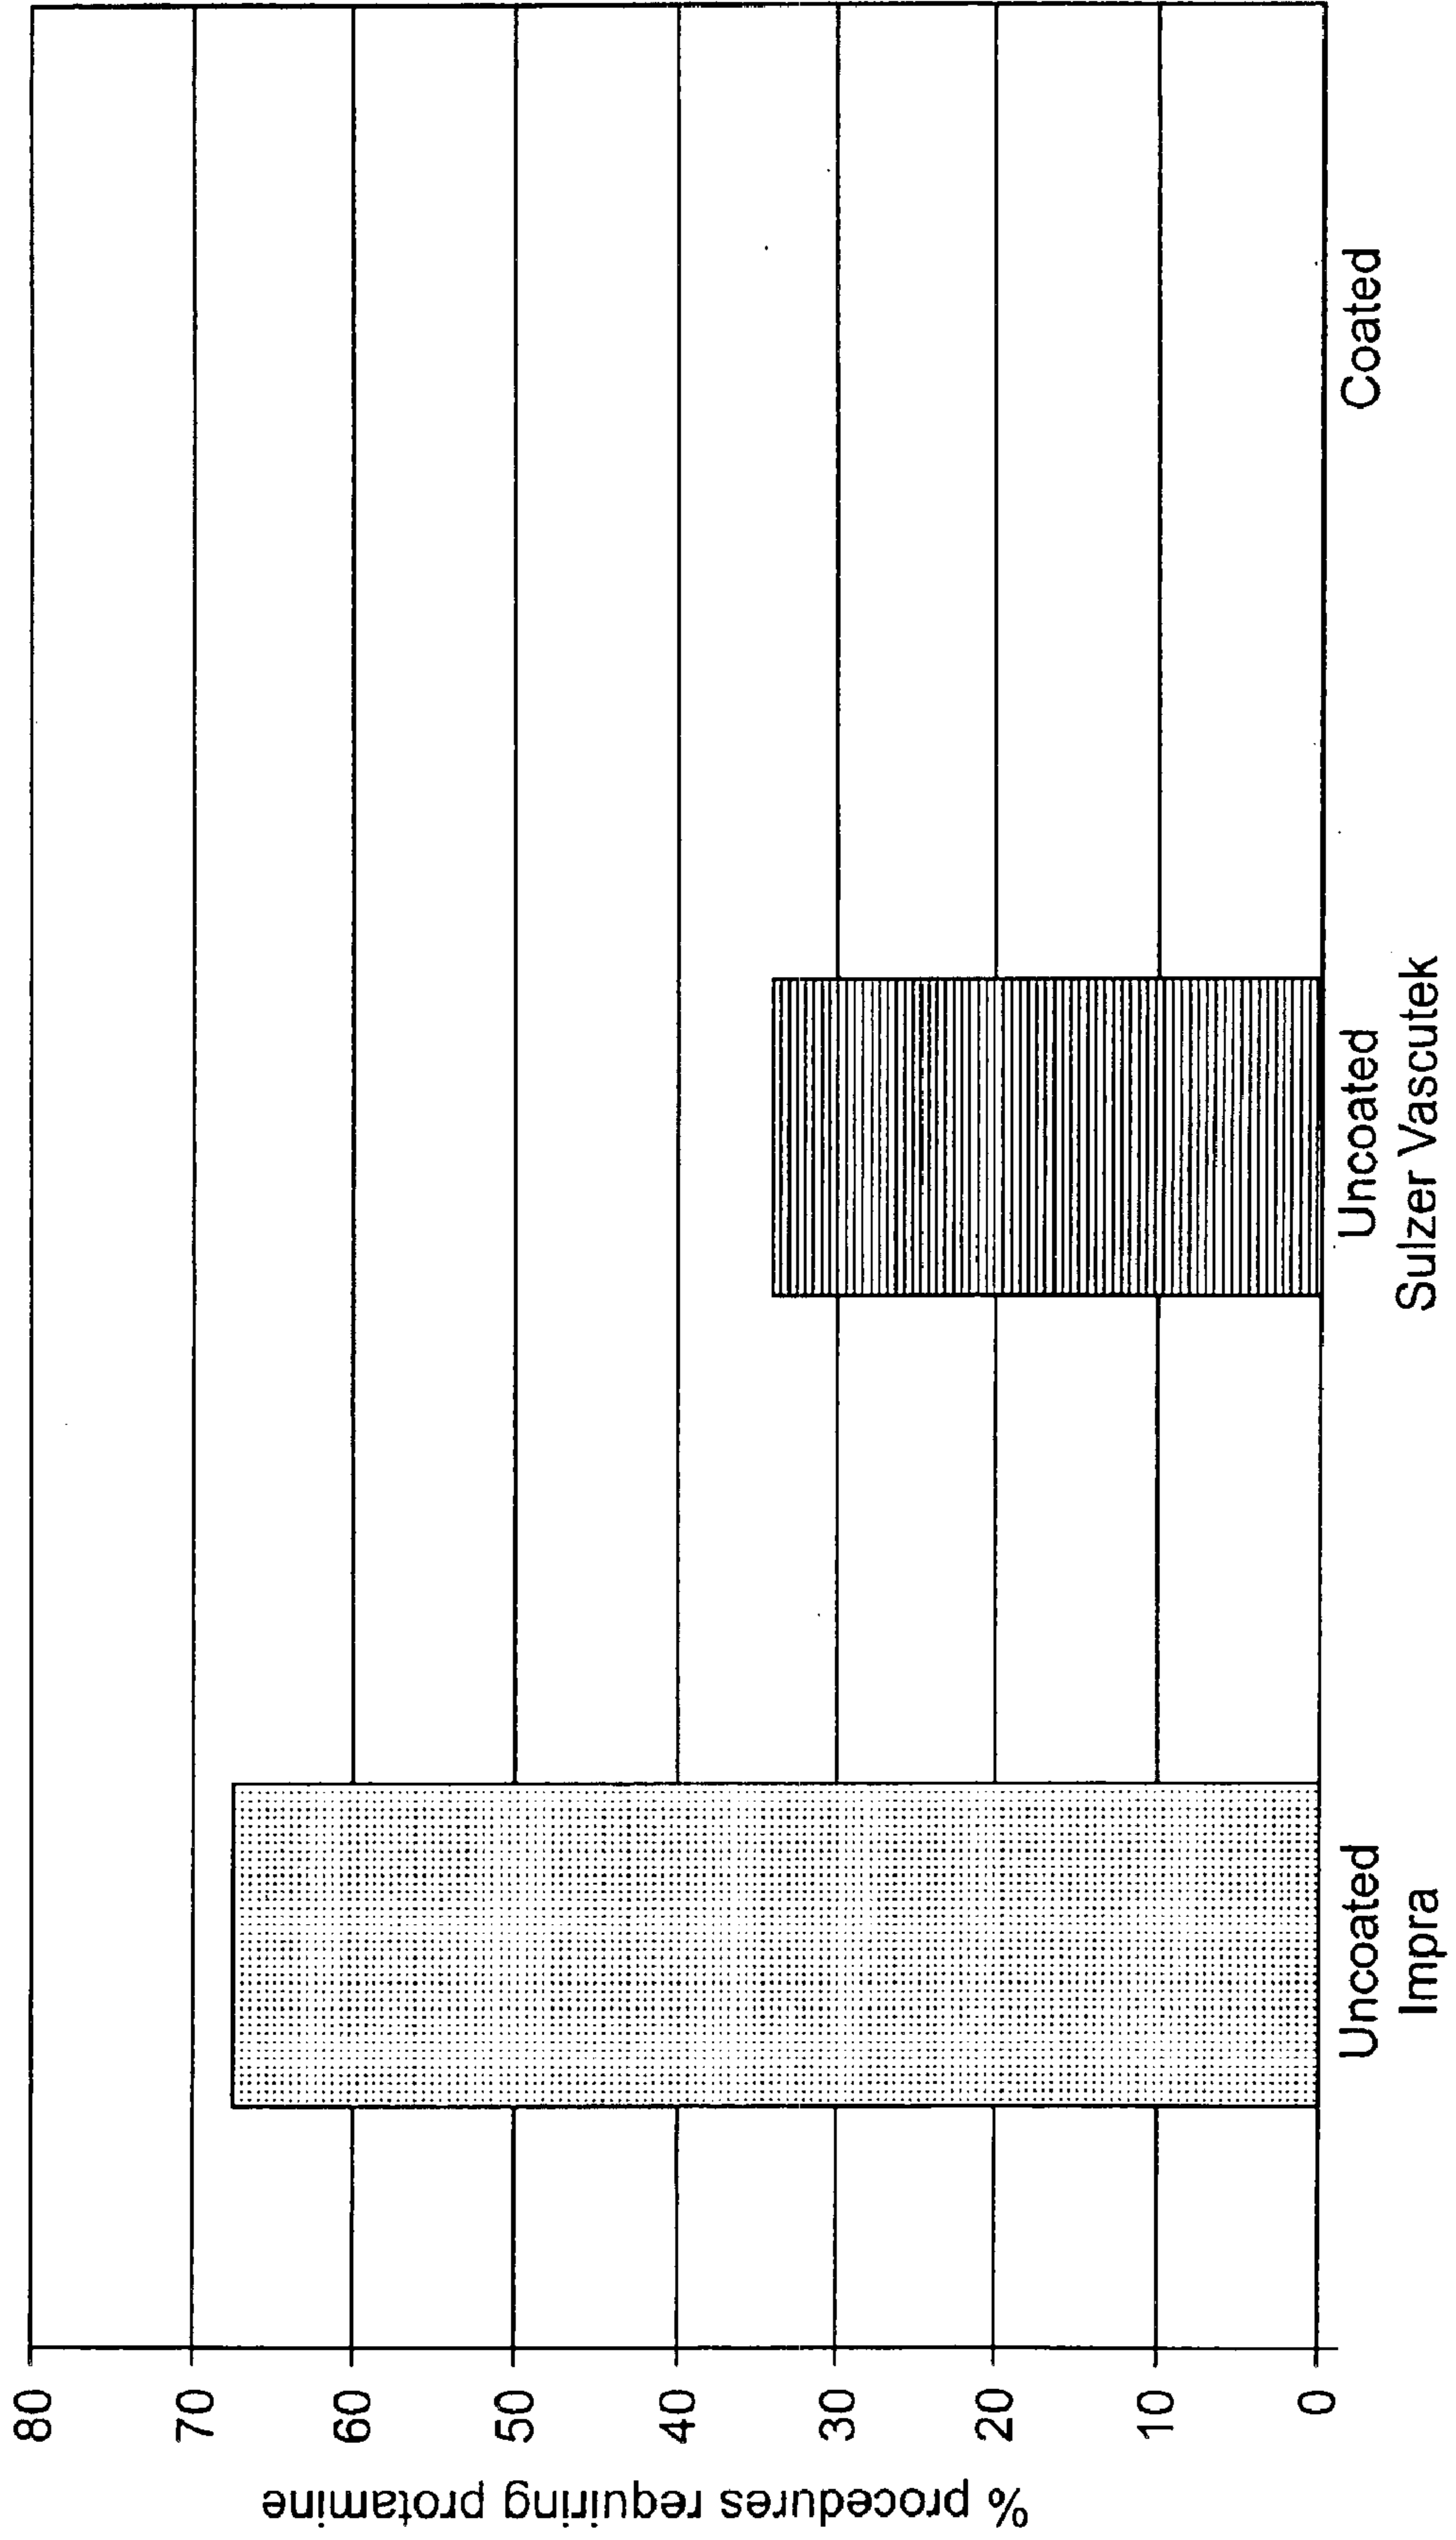 % procedures requiring protamine
80
70
60
50
40
30
20
10
0
Uncoated
Impra
Uncoated
Sulzer Vascutek
Coated